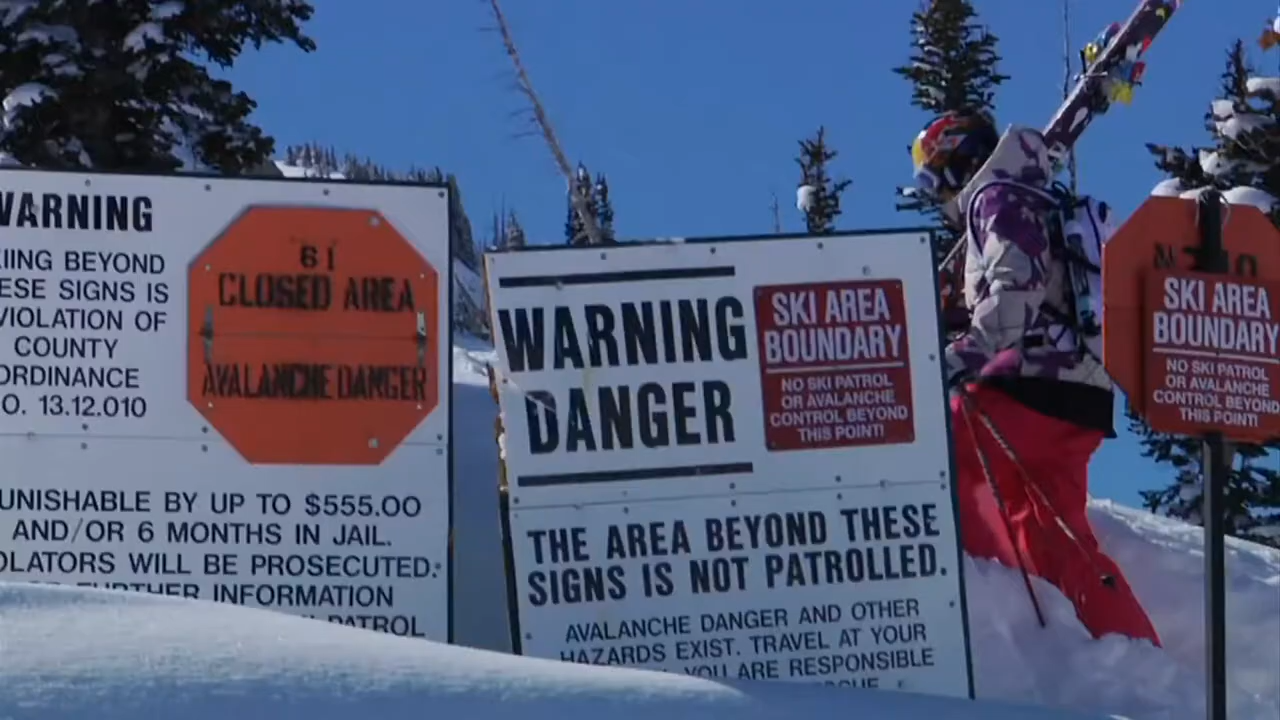 WARNING
KIING BEYOND
ESE SIGNS IS
VIOLATION OF
COUNTY
ORDINANCE
O. 13.12.010
61
CLOSED AREA
AVALANCHE DANGER
UNISHABLE BY UP TO $555.00
AND/OR 6 MONTHS IN JAIL.
OLATORS WILL BE PROSECUTED.
FURTHER INFORMATION
PATROL
WARNING
DANGER
SKI AREA
BOUNDARY
NO SKI PATROL
OR AVALANCHE
CONTROL BEYOND
THIS POINT!
THE AREA BEYOND THESE
SIGNS IS NOT PATROLLED.
AVALANCHE DANGER AND OTHER
HAZARDS EXIST. TRAVEL AT YOUR
YOU ARE RESPONSIBLE
SKI AREA
BOUNDARY
NO SKI PATROL
OR AVALANCHE
CONTROL BEYOND
THIS POINT!